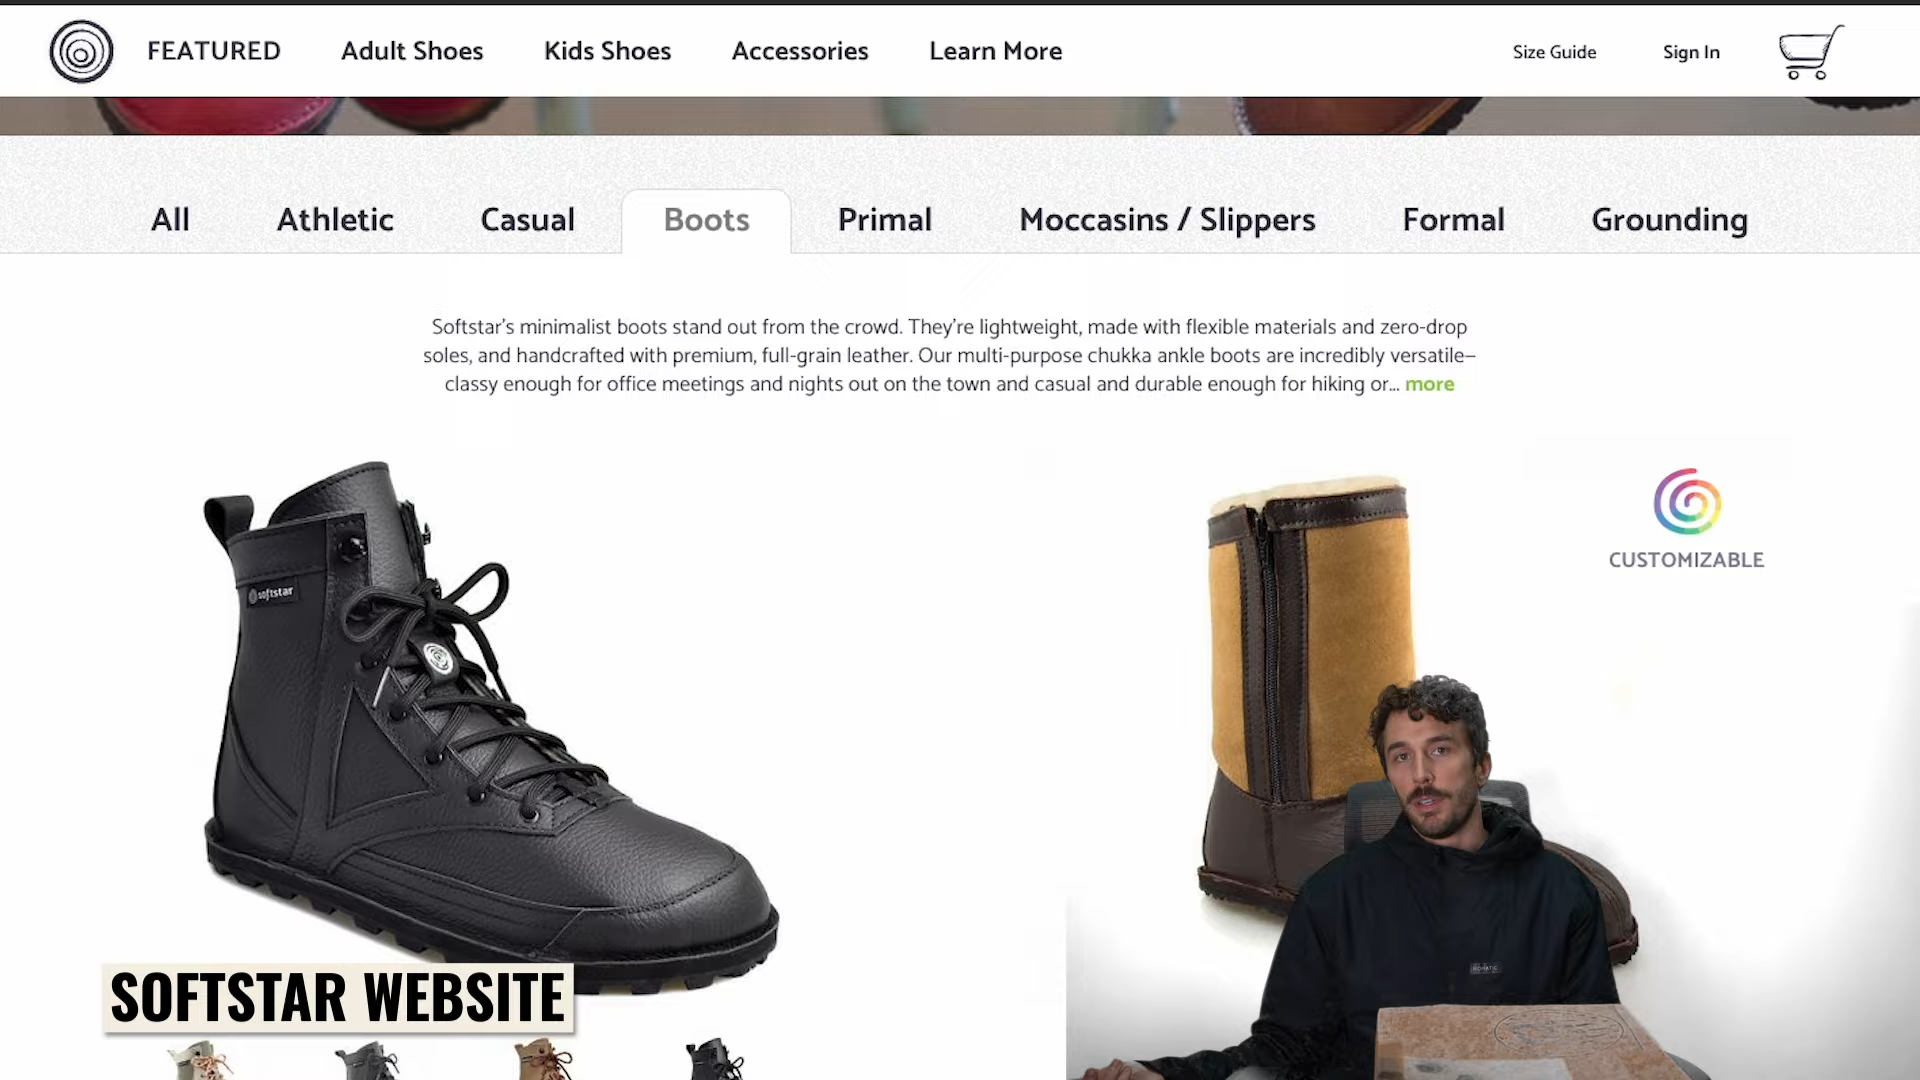 FEATURED Adult Shoes Kids Shoes Accessories Learn More Size Guide Sign In
All Athletic Casual Boots Primal Moccasins / Slippers Formal Grounding
Softstar’s minimalist boots stand out from the crowd. They’re lightweight, made with flexible materials and zero-drop
soles, and handcrafted with premium, full-grain leather. Our multi-purpose chukka ankle boots are incredibly versatile–
classy enough for office meetings and nights out on the town and casual and durable enough for hiking or... more
CUSTOMIZABLE
softstar
NOMATIC
SOFTSTAR WEBSITE